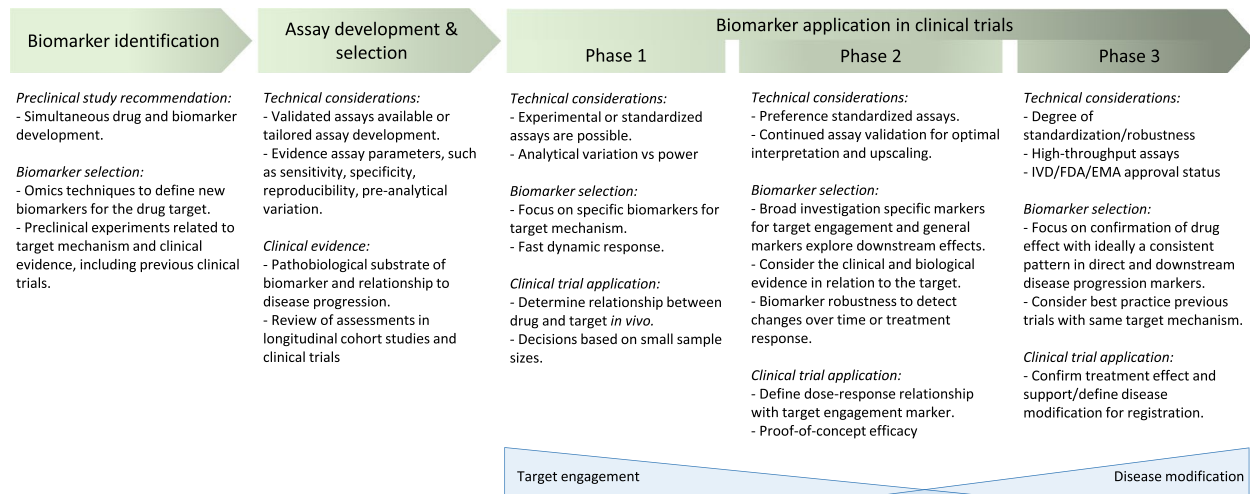 Biomarker identification
Assay development &
selection
Biomarker application in clinical trials
Phase 1
Phase 2
Phase 3
Preclinical study recommendation:
- Simultaneous drug and biomarker
development.
Biomarker selection:
- Omics techniques to define new
biomarkers for the drug target.
- Preclinical experiments related to
target mechanism and clinical
evidence, including previous clinical
trials.
Technical considerations:
- Validated assays available or
tailored assay development.
- Evidence assay parameters, such
as sensitivity, specificity,
reproducibility, pre-analytical
variation.
Clinical evidence:
- Pathobiological substrate of
biomarker and relationship to
disease progression.
- Review of assessments in
longitudinal cohort studies and
clinical trials
Technical considerations:
- Experimental or standardized
assays are possible.
- Analytical variation vs power
Biomarker selection:
- Focus on specific biomarkers for
target mechanism.
- Fast dynamic response.
Clinical trial application:
- Determine relationship between
drug and target in vivo.
- Decisions based on small sample
sizes.
Technical considerations:
- Preference standardized assays.
- Continued assay validation for optimal
interpretation and upscaling.
Biomarker selection:
- Broad investigation specific markers
for target engagement and general
markers explore downstream effects.
- Consider the clinical and biological
evidence in relation to the target.
- Biomarker robustness to detect
changes over time or treatment
response.
Clinical trial application:
- Define dose-response relationship
with target engagement marker.
- Proof-of-concept efficacy
Technical considerations:
- Degree of
standardization/robustness
- High-throughput assays
- IVD/FDA/EMA approval status
Biomarker selection:
- Focus on confirmation of drug
effect with ideally a consistent
pattern in direct and downstream
disease progression markers.
- Consider best practice previous
trials with same target mechanism.
Clinical trial application:
- Confirm treatment effect and
support/define disease
modification for registration.
Target engagement
Disease modification